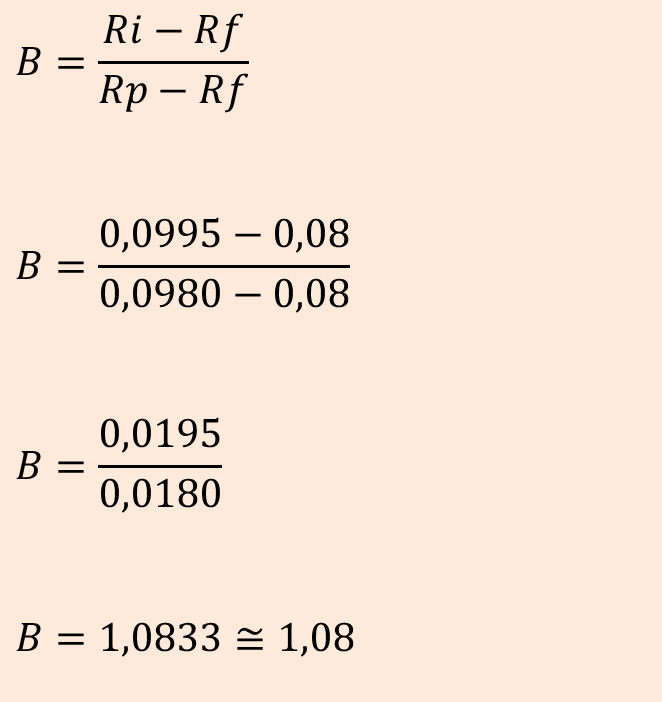 B = (Ri − Rf) / (Rp − Rf)
B = (0,0995 − 0,08) / (0,0980 − 0,08)
B = 0,0195 / 0,0180
B = 1,0833 ≅ 1,08